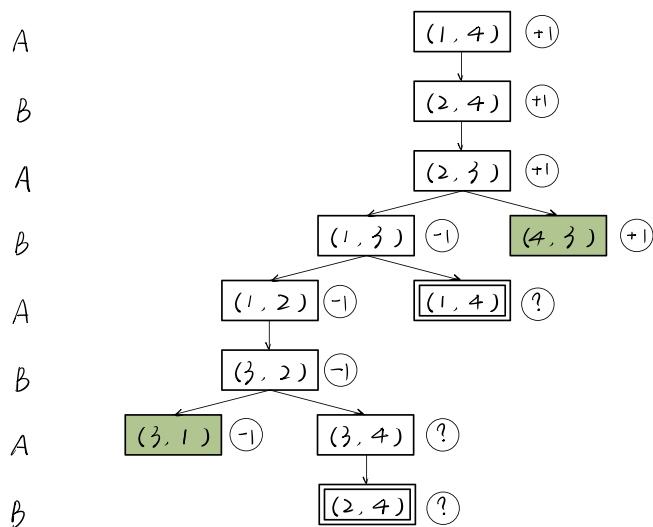 A (1, 4) +1
B (2, 4) +1
A (2, 3) +1
B (1, 3) -1 (4, 3) +1
A (1, 2) -1 (1, 4) ?
B (3, 2) -1
A (3, 1) -1 (3, 4) ?
B (2, 4) ?